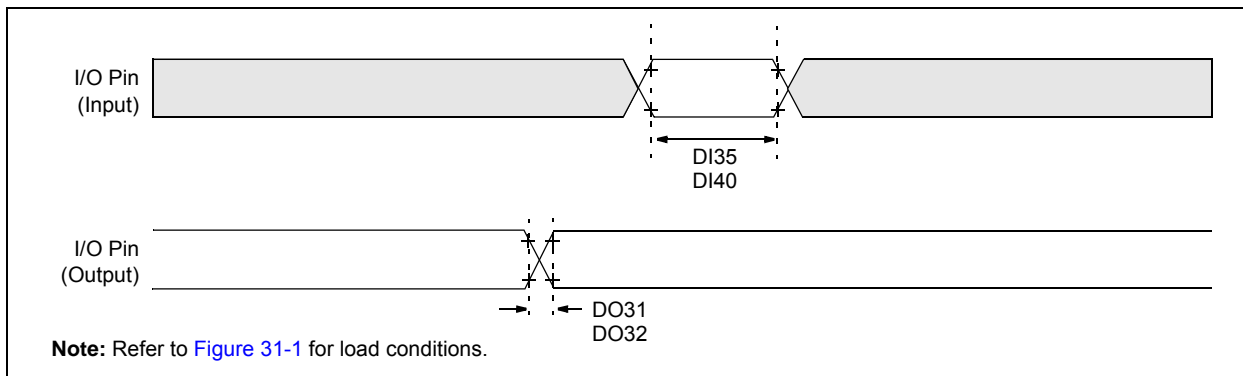 I/O Pin
(Input)
DI35
DI40
I/O Pin
(Output)
DO31
DO32
Note: Refer to Figure 31-1 for load conditions.